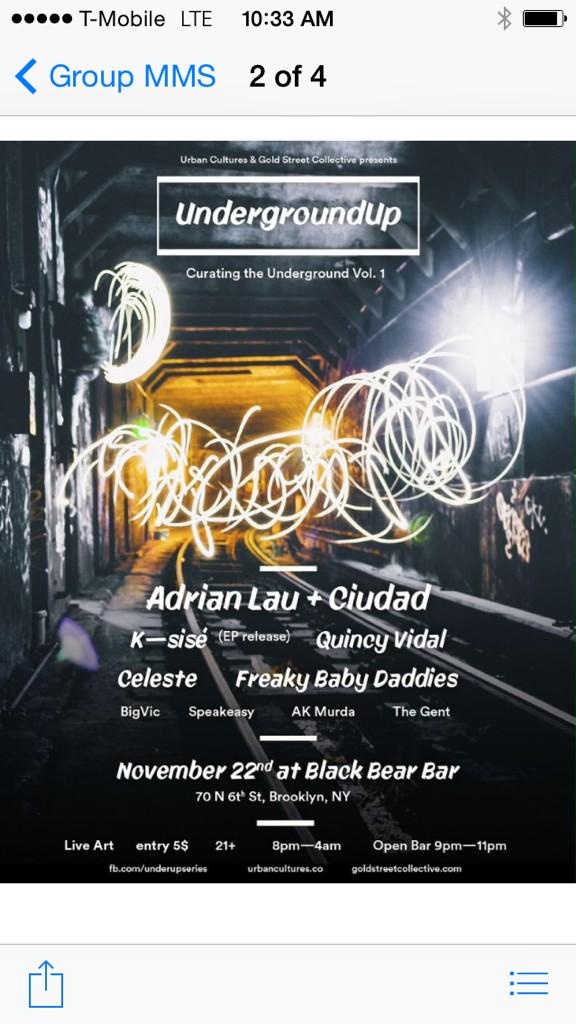 T-Mobile LTE 10:33 AM
Group MMS 2 of 4
Urban Cultures & Gold Street Collective presents
UndergroundUp
Curating the Underground Vol. 1
Adrian Lau + Ciudad
K—sisé (EP release) Quincy Vidal
Celeste Freaky Baby Daddies
BigVic Speakeasy AK Murda The Gent
November 22nd at Black Bear Bar
70 N 6th St, Brooklyn, NY
Live Art entry 5$ 21+ 8pm—4am Open Bar 9pm—11pm
fb.com/underupseries urbancultures.co goldstreetcollective.com